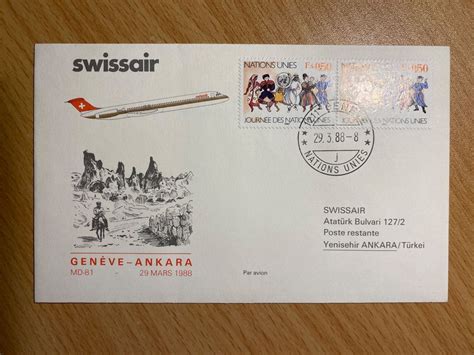 swissair
NATIONS UNIES
F.s. 0,50
JOURNÉE DES NATIONS UNIES
F.s. 0,50
JOURNÉE DES NATIONS UNIES
29.3.88-8
j
NATIONS UNIES
GENÈVE–ANKARA
MD-81 29 MARS 1988
Par avion
SWISSAIR
Atatürk Bulvari 127/2
Poste restante
Yenisehir ANKARA/Türkei